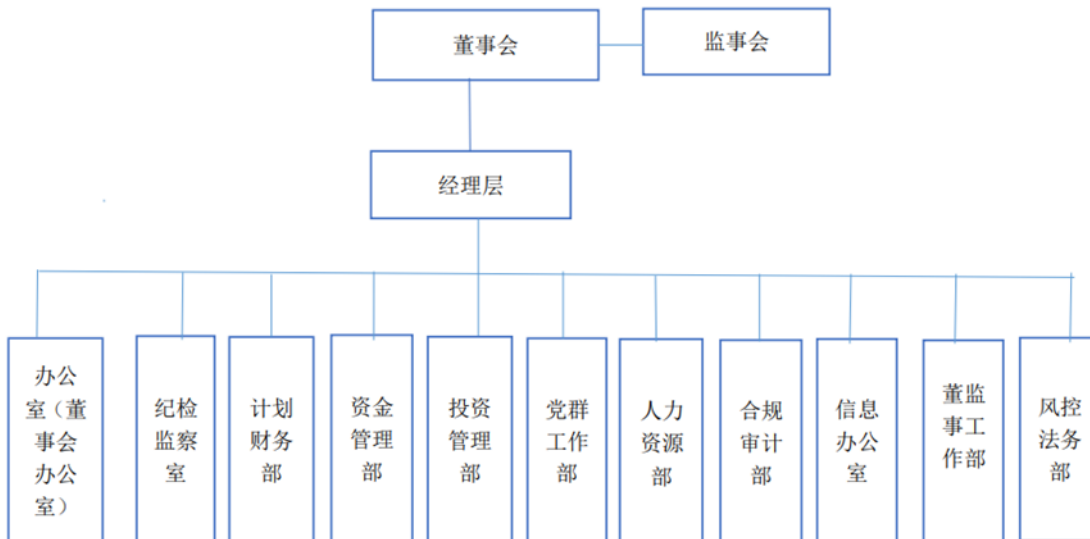 董事会
监事会
经理层
办公
室（董
事会
办公
室）
纪检
监察
室
计划
财务
部
资金
管理
部
投资
管理
部
党群
工作
部
人力
资源
部
合规
审计
部
信息
办公
室
董监
事工
作部
风控
法务
部